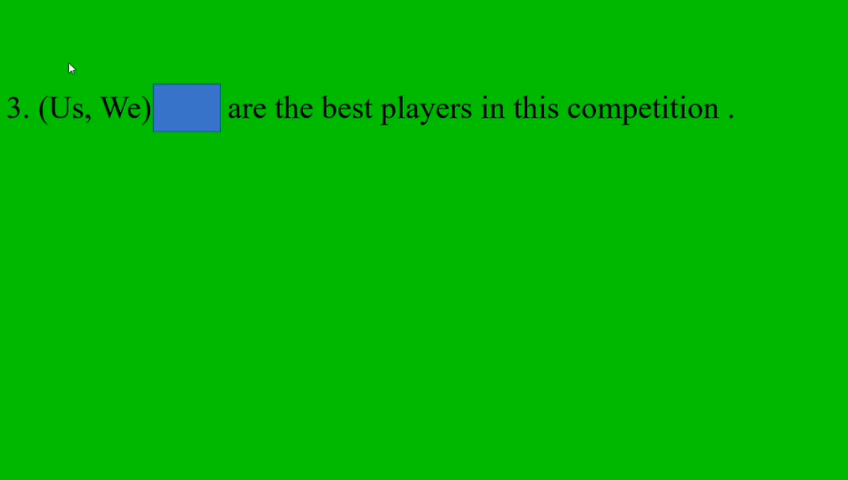 3. (Us, We) are the best players in this competition .